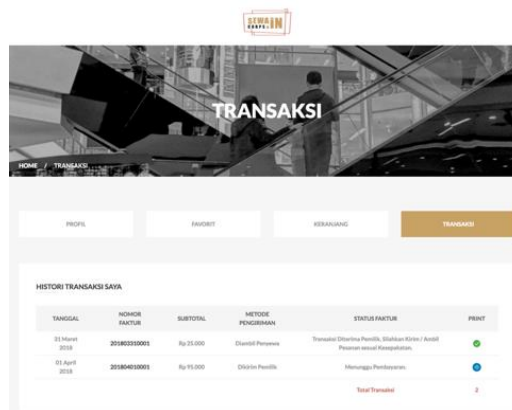 SEWA IN
CORPS.
TRANSAKSI
HOME / TRANSAKSI
PROFIL FAVORIT KERANJANG TRANSAKSI
HISTORI TRANSAKSI SAYA
TANGGAL NOMOR FAKTUR SUBTOTAL METODE PENGIRIMAN STATUS FAKTUR PRINT
31 Maret 2018 201803310001 Rp 25.000 Diambil Penyewa Transaksi Diterima Pemilik, Silahkan Kirim / Ambil Pesanan sesuai Kesepakatan.
01 April 2018 201804010001 Rp 95.000 Dikirim Pemilik Menunggu Pembayaran.
Total Transaksi 2